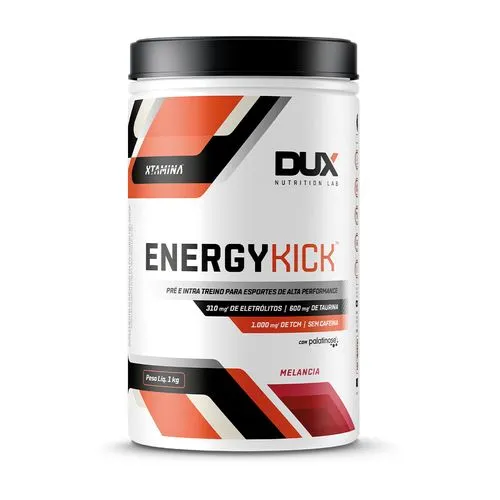 XTAMINA
DUX
NUTRITION LAB
ENERGYKICK™
PRÉ E INTRA TREINO PARA ESPORTES DE ALTA PERFORMANCE
310 mg* DE ELETRÓLITOS | 600 mg* DE TAURINA
1.000 mg* DE TCM | SEM CAFEÍNA
com palatinose
Peso Líq. 1 kg
MELANCIA